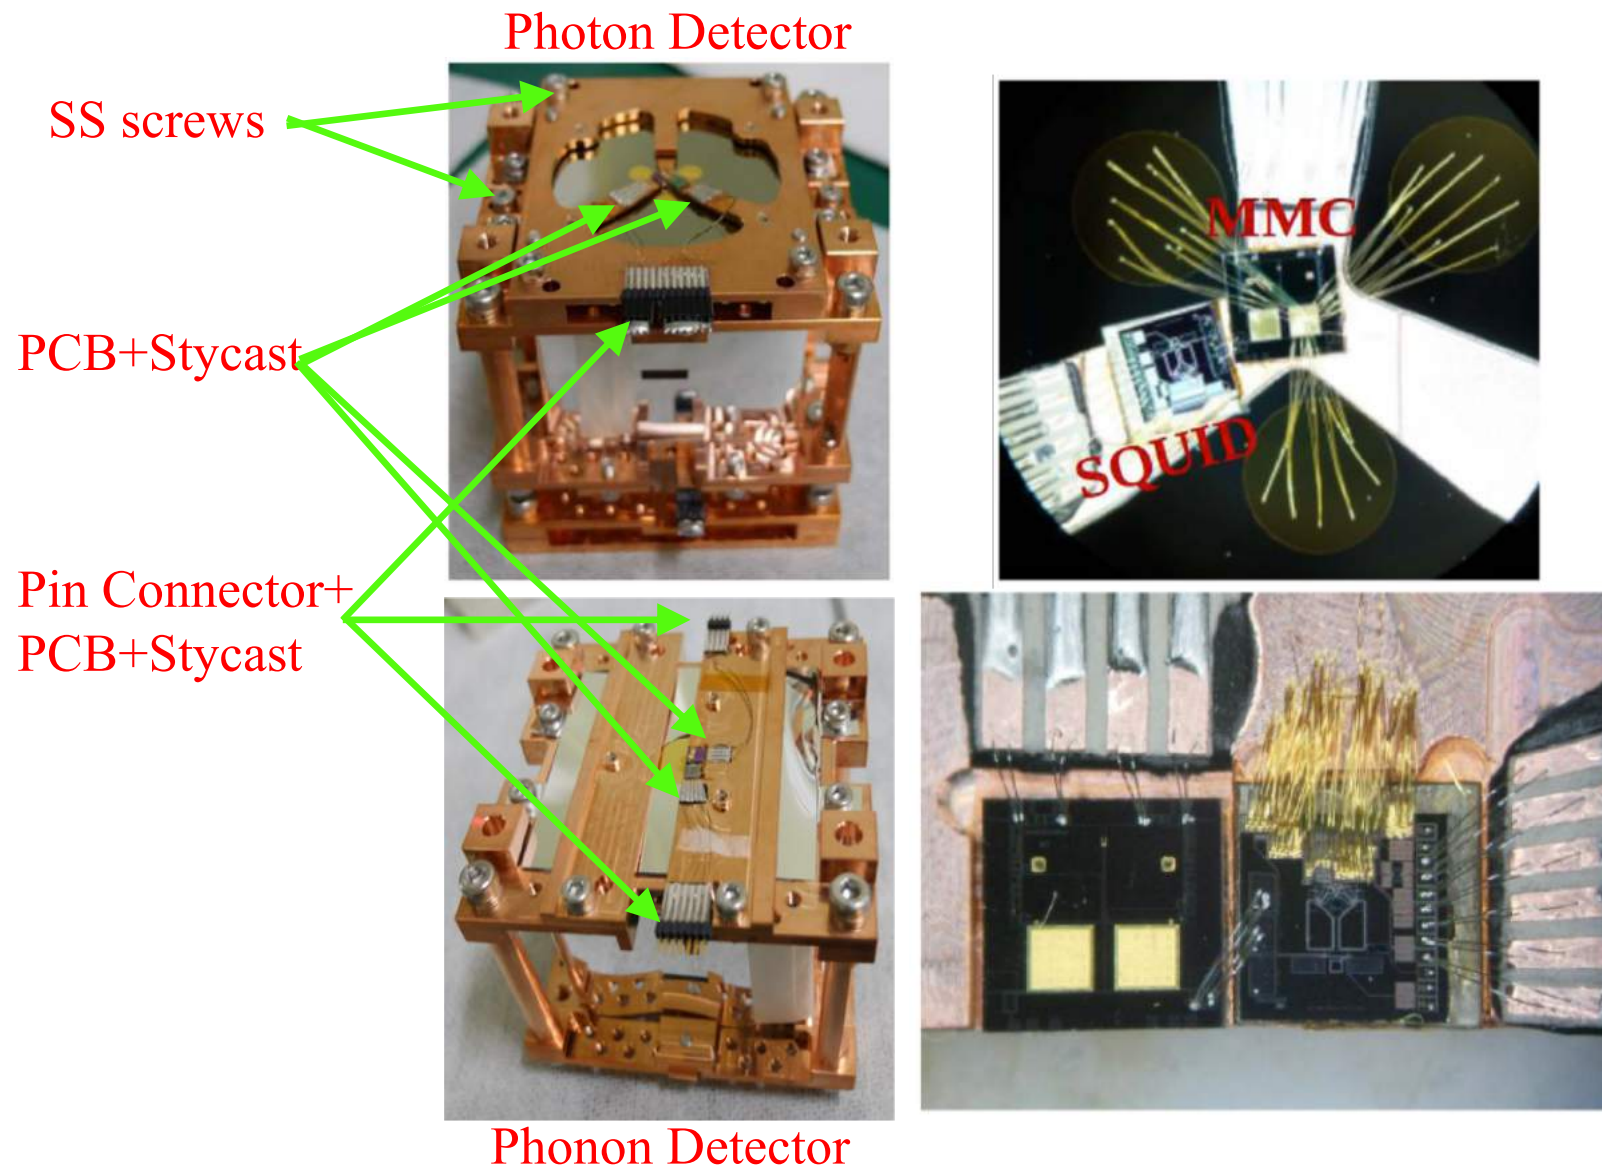 Photon Detector
SS screws
MMC
PCB+Stycast
SQUID
Pin Connector+
PCB+Stycast
Phonon Detector